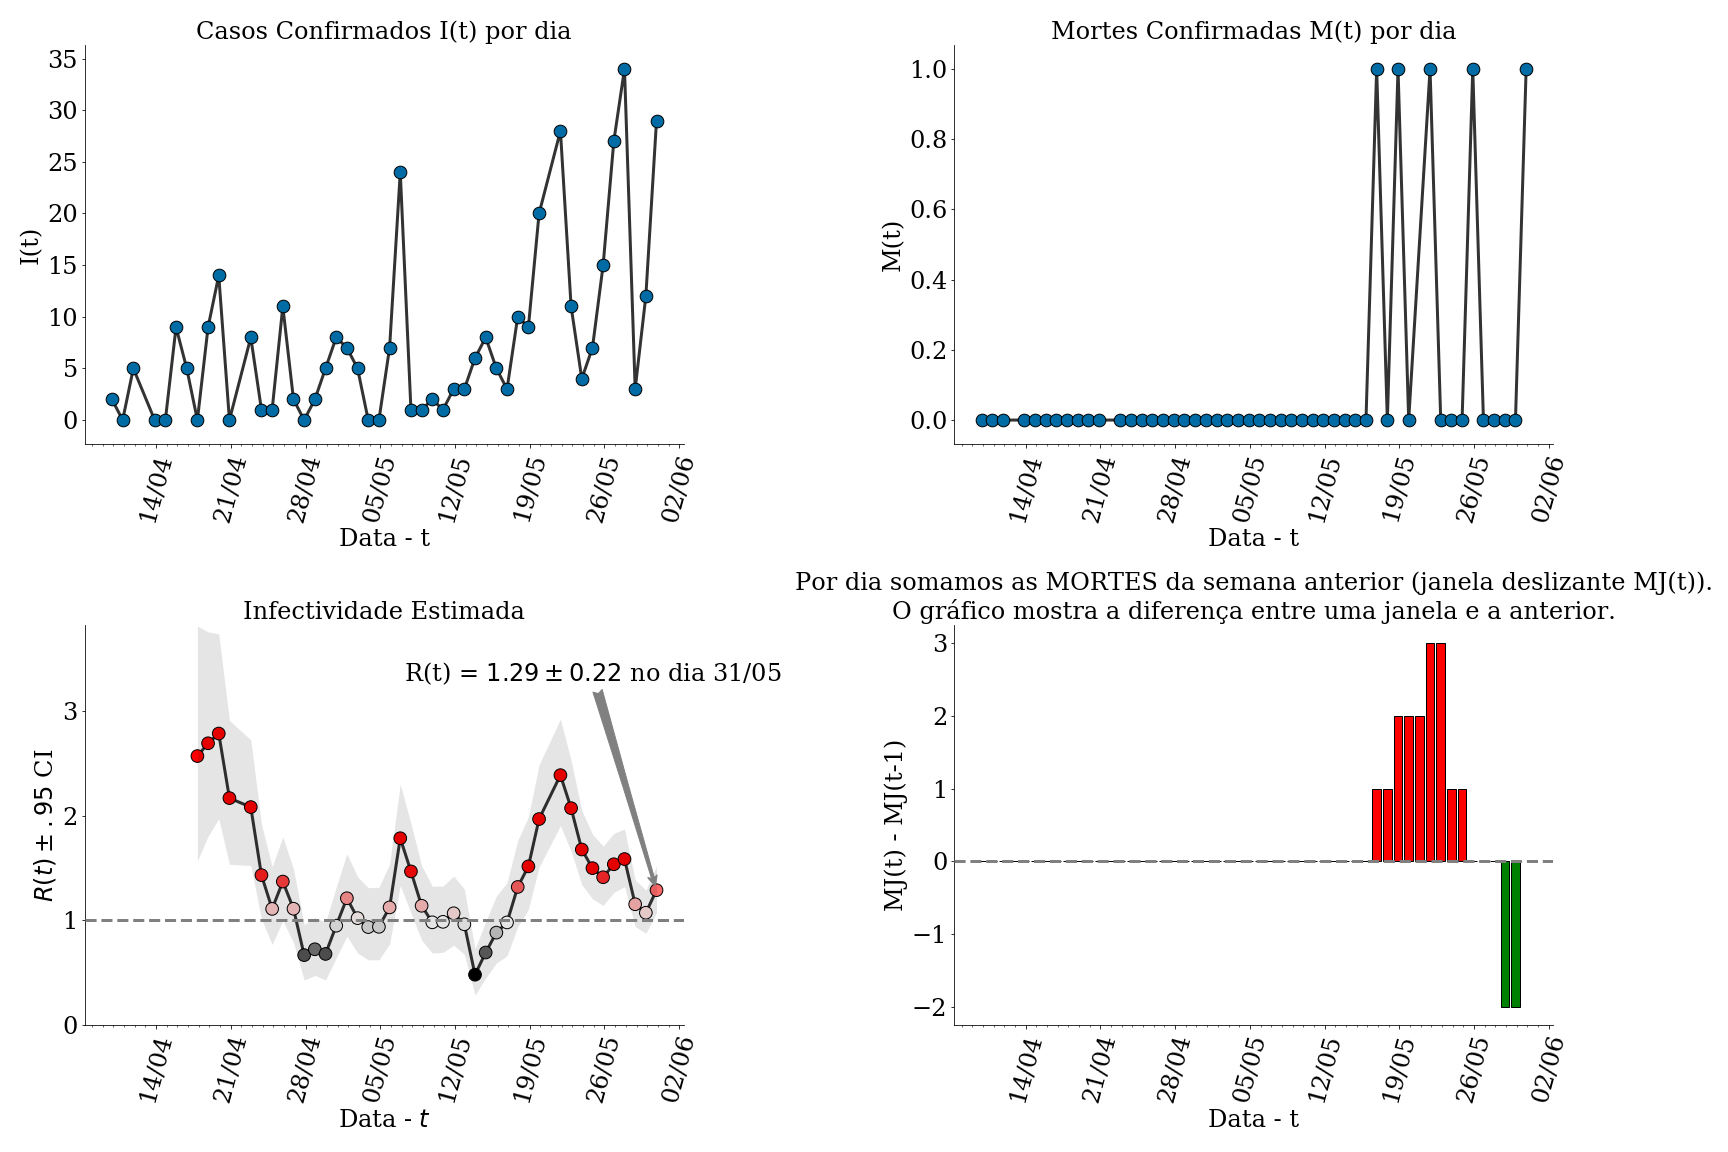 Casos Confirmados I(t) por dia
I(t)
35
30
25
20
15
10
5
0
14/04 21/04 28/04 05/05 12/05 19/05 26/05 02/06
Data - t
Mortes Confirmadas M(t) por dia
M(t)
1.0
0.8
0.6
0.4
0.2
0.0
14/04 21/04 28/04 05/05 12/05 19/05 26/05 02/06
Data - t
Infectividade Estimada
R(t) = 1.29 ± 0.22 no dia 31/05
R(t) ± .95 CI
3
2
1
0
14/04 21/04 28/04 05/05 12/05 19/05 26/05 02/06
Data - t
Por dia somamos as MORTES da semana anterior (janela deslizante MJ(t)).
O gráfico mostra a diferença entre uma janela e a anterior.
MJ(t) - MJ(t-1)
3
2
1
0
−1
−2
14/04 21/04 28/04 05/05 12/05 19/05 26/05 02/06
Data - t